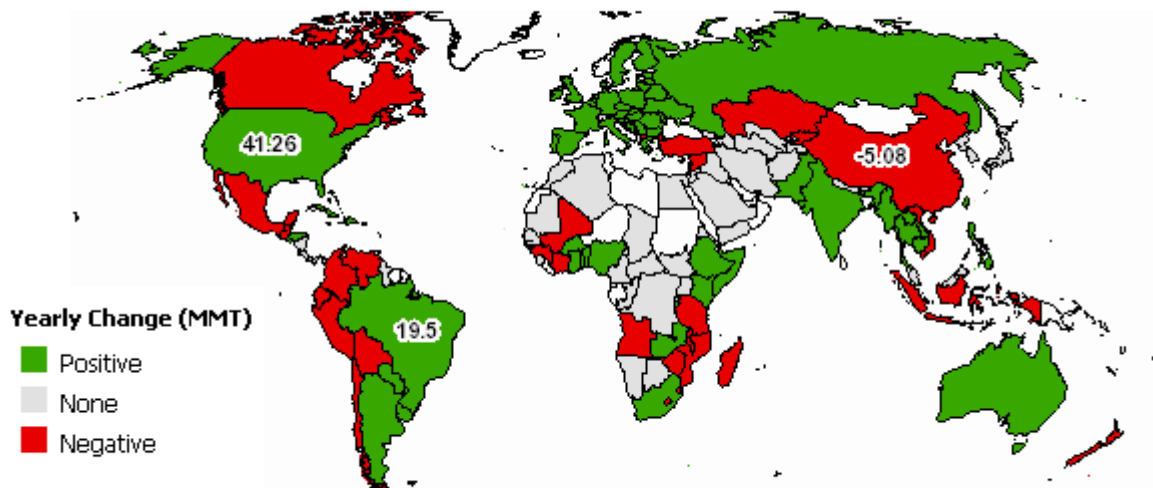 41.26
-5.08
19.5
Yearly Change (MMT)
Positive
None
Negative